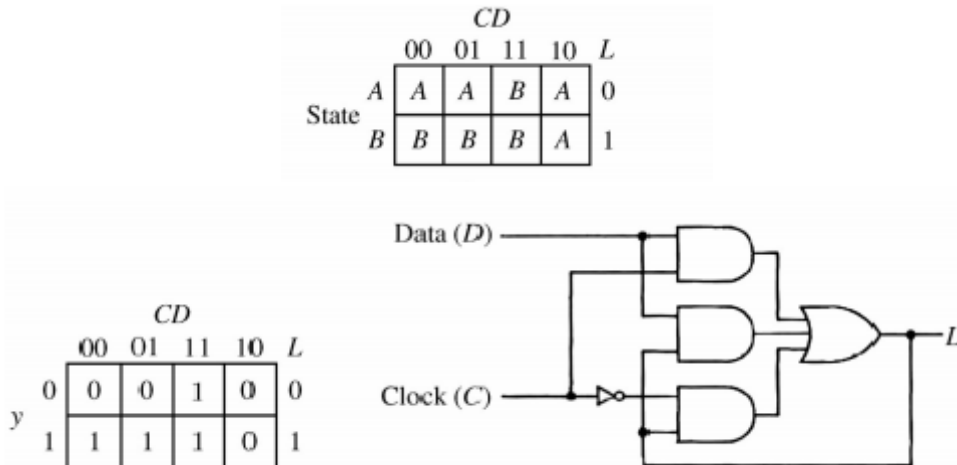 CD
00 01 11 10 L
A A A B A 0
State
B B B B A 1
Data (D)
CD
00 01 11 10 L
0 0 0 1 0 0
y
1 1 1 1 0 1
Clock (C)
L